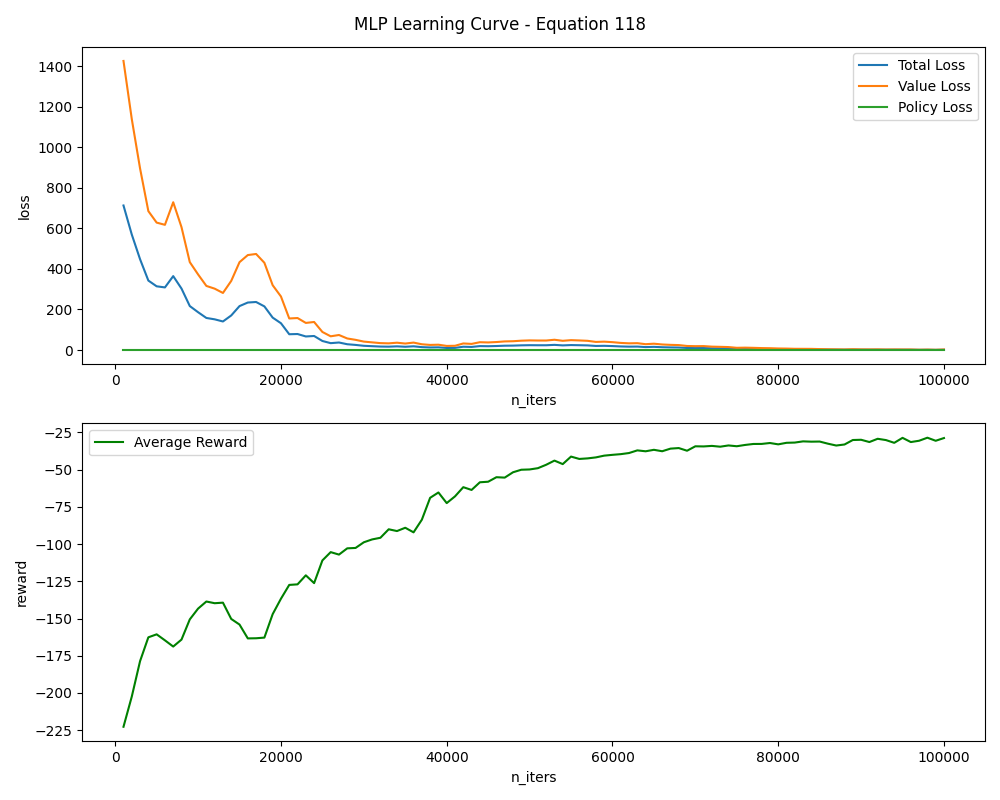 MLP Learning Curve - Equation 118
1400
1200
1000
800
600
400
200
0
loss
Total Loss
Value Loss
Policy Loss
0 20000 40000 60000 80000 100000
n_iters
−25
−50
−75
−100
−125
−150
−175
−200
−225
reward
Average Reward
0 20000 40000 60000 80000 100000
n_iters